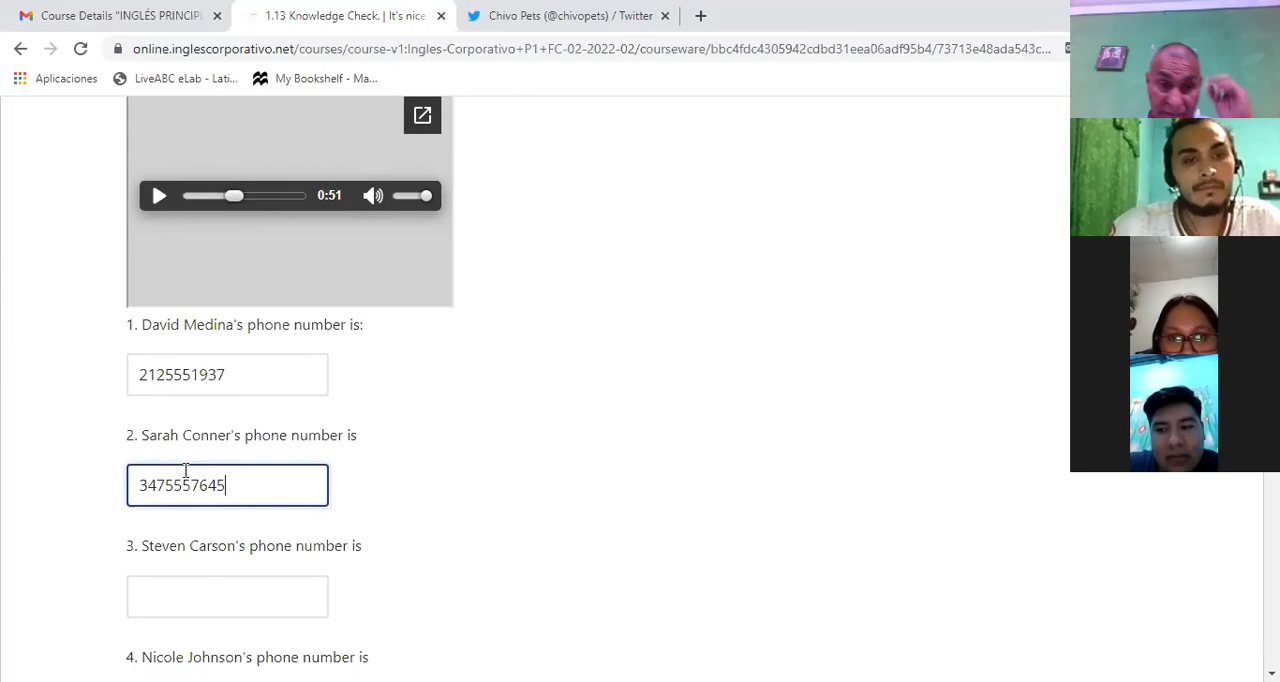 Course Details "INGLÉS PRINCIPI
1.13 Knowledge Check. | It's nice
Chivo Pets (@chivopets) / Twitter
online.inglescorporativo.net/courses/course-v1:Ingles-Corporativo+P1+FC-02-2022-02/courseware/bbc4fdc4305942cdbd31eea06adf95b4/73713e48ada543c...
Aplicaciones
LiveABC eLab - Lati...
My Bookshelf - Ma...
0:51
1. David Medina's phone number is:
2125551937
2. Sarah Conner's phone number is
3475557645
3. Steven Carson's phone number is
4. Nicole Johnson's phone number is